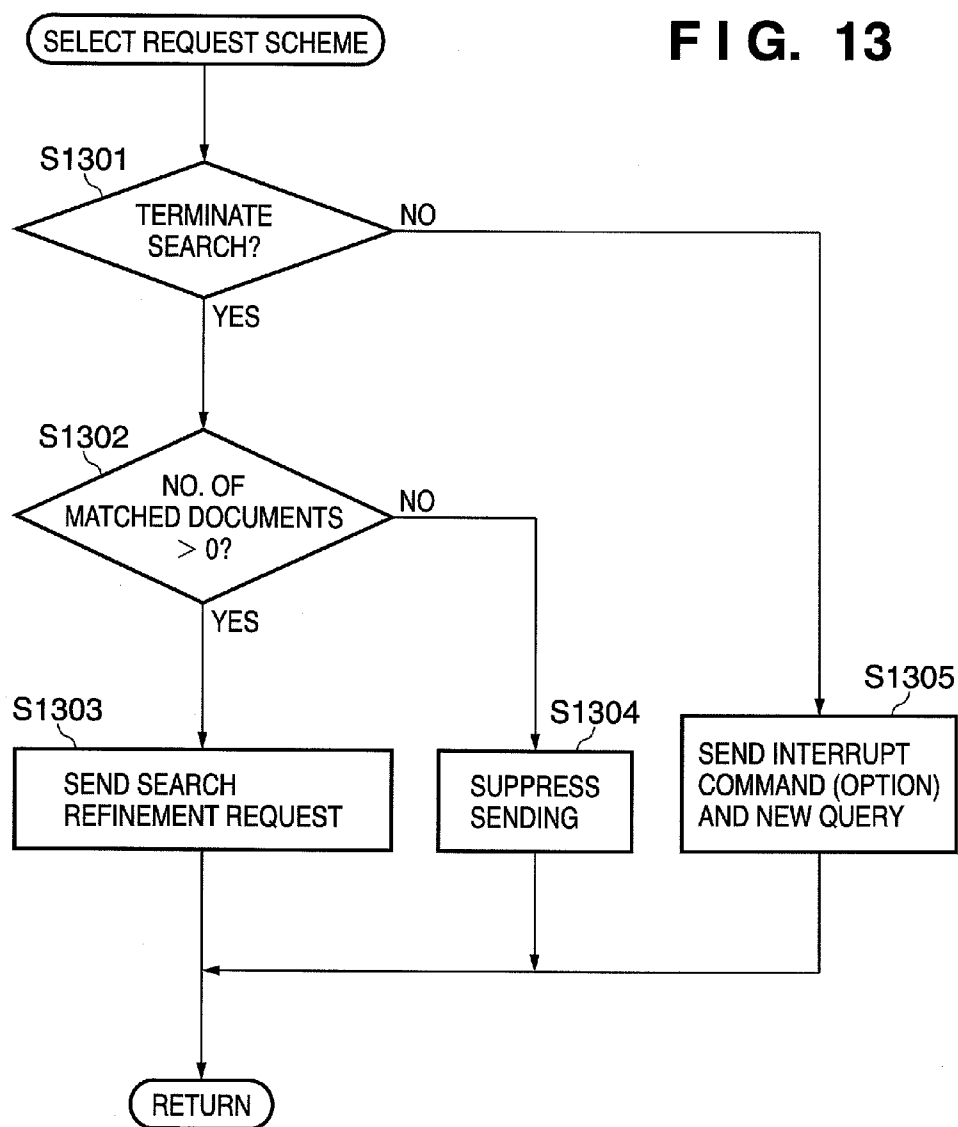 SELECT REQUEST SCHEME
FIG. 13
S1301
TERMINATE
SEARCH?
NO
YES
S1302
NO. OF
MATCHED DOCUMENTS
> 0?
NO
YES
S1303
SEND SEARCH
REFINEMENT REQUEST
S1304
SUPPRESS
SENDING
S1305
SEND INTERRUPT
COMMAND (OPTION)
AND NEW QUERY
RETURN